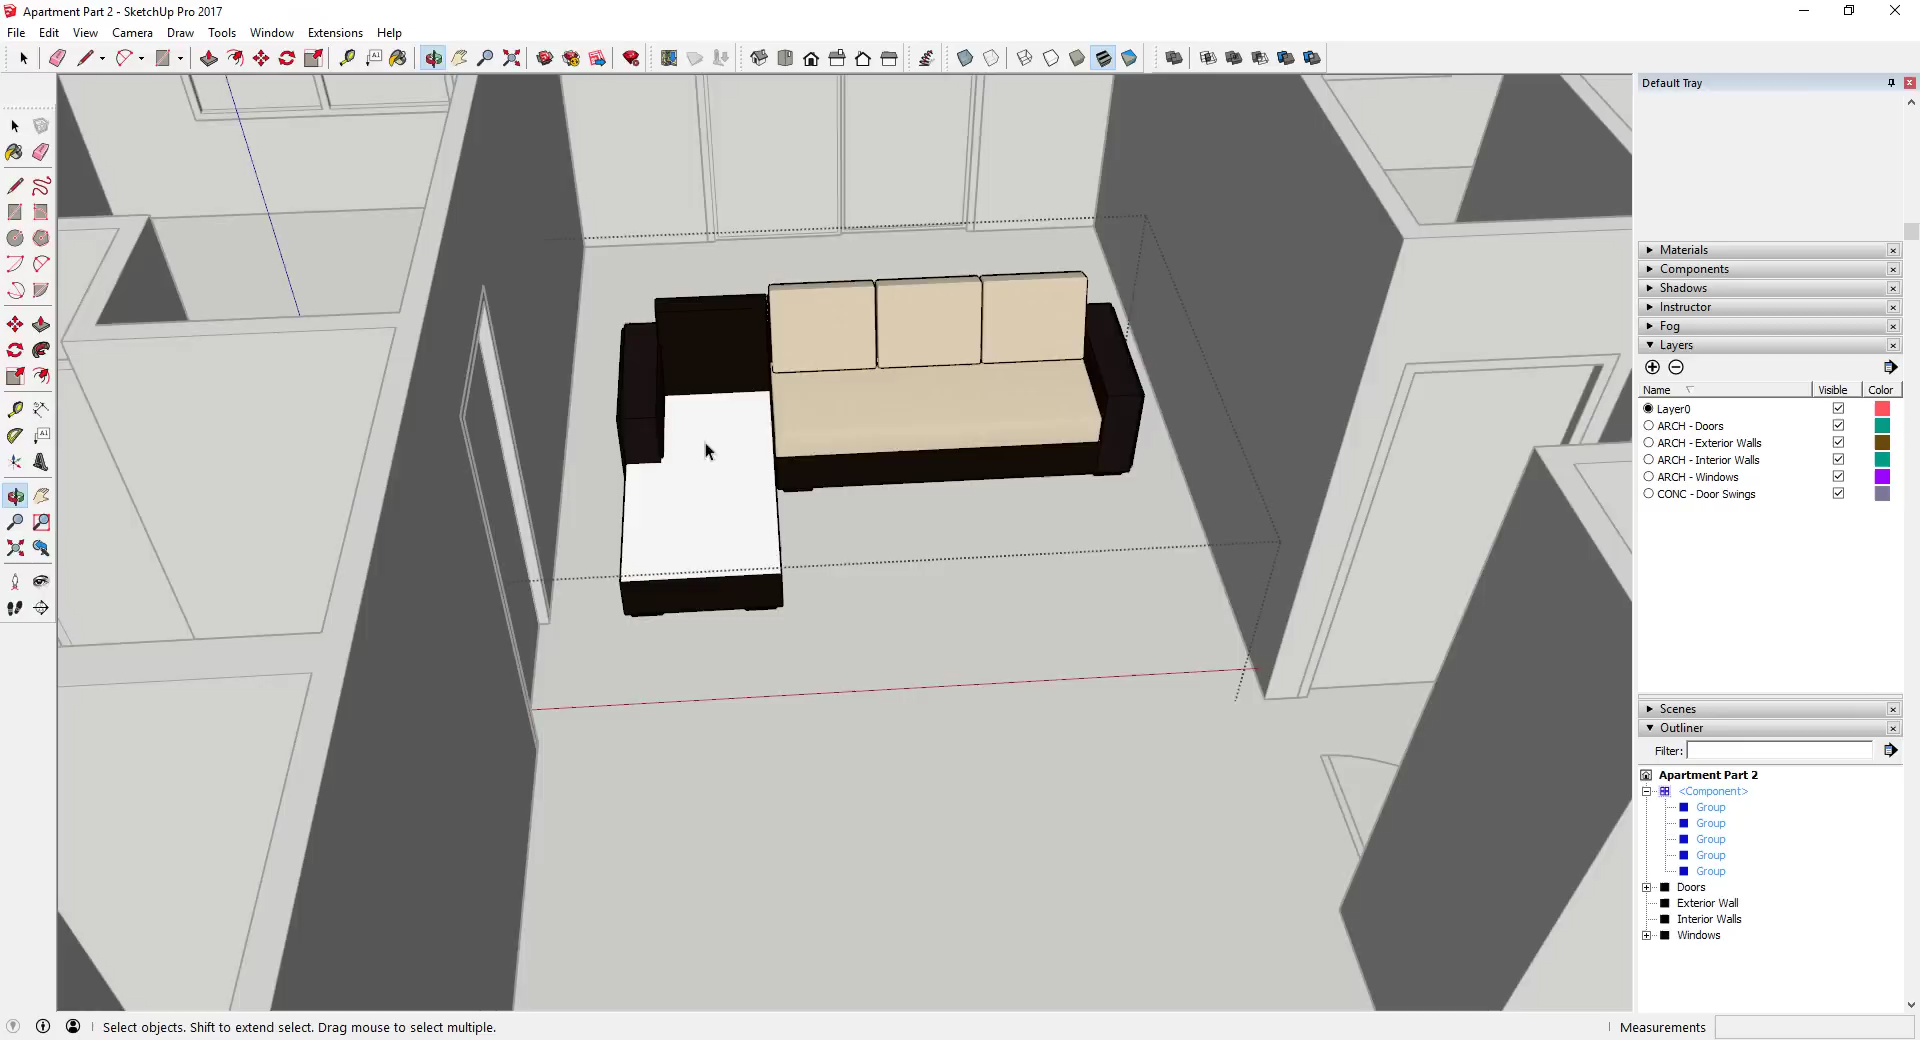 Apartment Part 2 - SketchUp Pro 2017
File Edit View Camera Draw Tools Window Extensions Help
Default Tray
Materials
Components
Shadows
Instructor
Fog
Layers
Name Visible Color
Layer0
ARCH - Doors
ARCH - Exterior Walls
ARCH - Interior Walls
ARCH - Windows
CONC - Door Swings
Scenes
Outliner
Filter:
Apartment Part 2
<Component>
Group
Group
Group
Group
Group
Doors
Exterior Wall
Interior Walls
Windows
Select objects. Shift to extend select. Drag mouse to select multiple.
Measurements